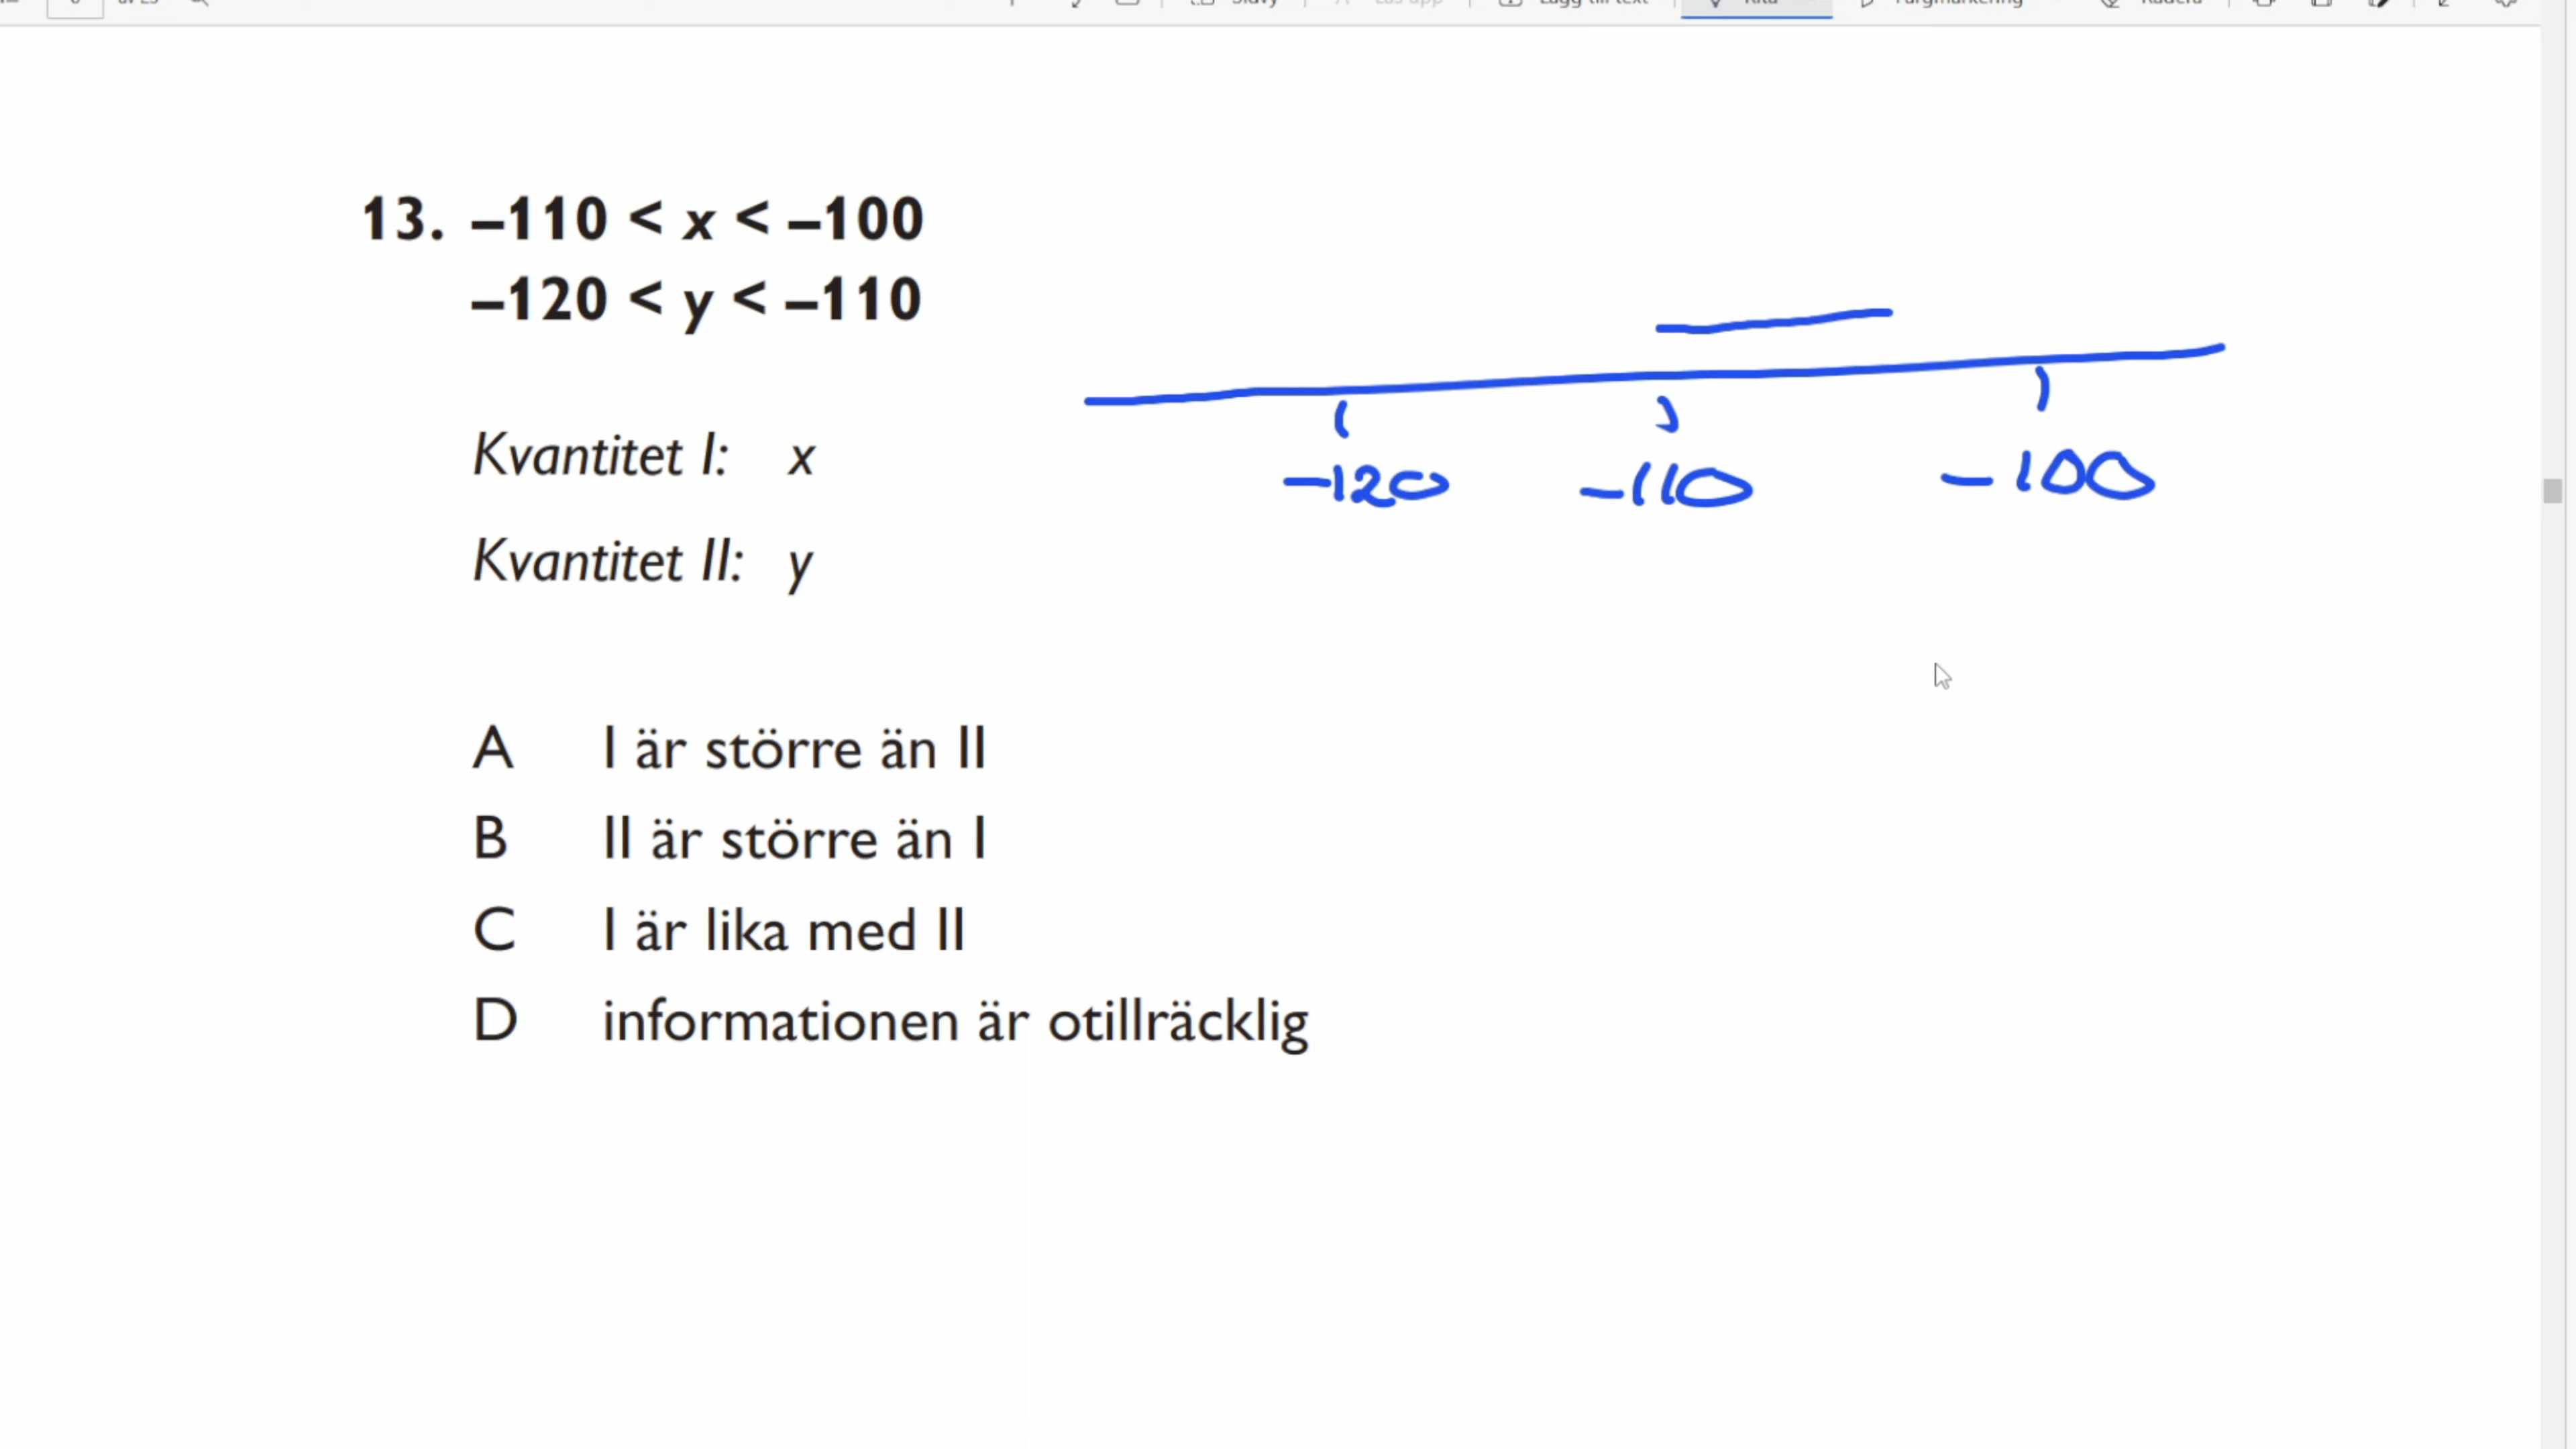 13. –110 < x < –100
–120 < y < –110
Kvantitet I: x
Kvantitet II: y
-120 -110 -100
A I är större än II
B II är större än I
C I är lika med II
D informationen är otillräcklig